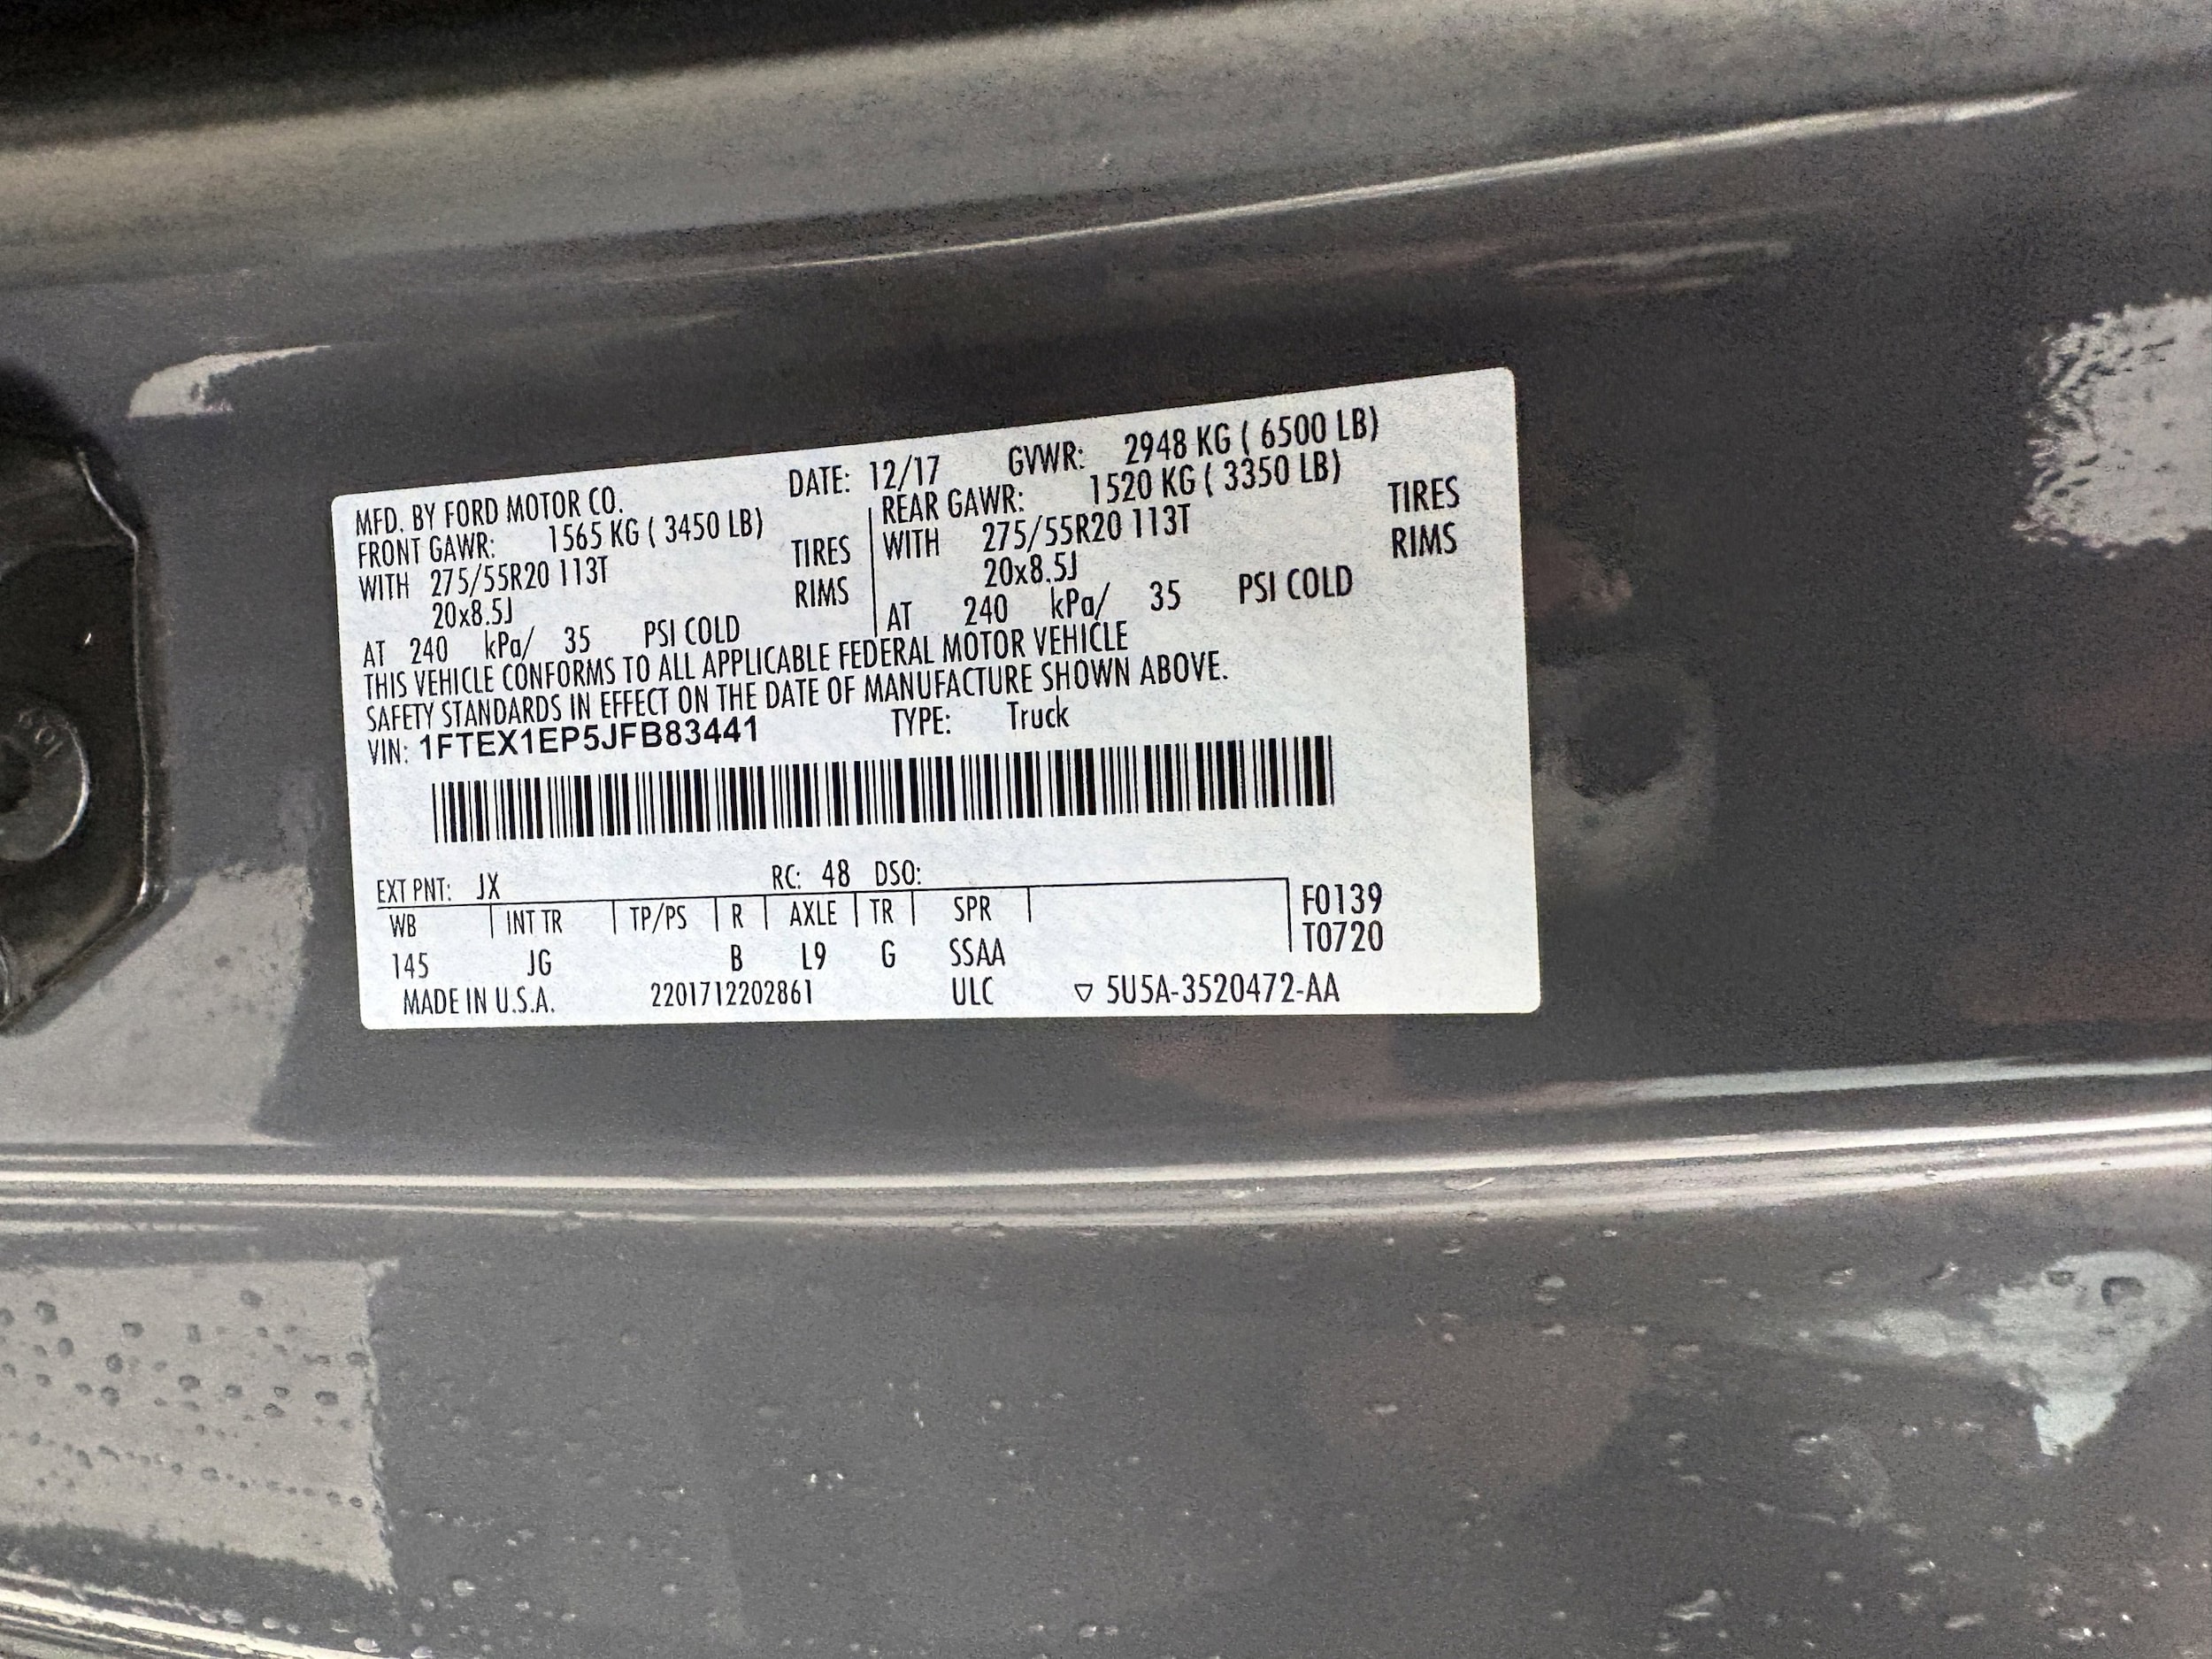 MFD. BY FORD MOTOR CO. DATE: 12/17 GVWR: 2948 KG ( 6500 LB)
FRONT GAWR: 1565 KG ( 3450 LB) REAR GAWR: 1520 KG ( 3350 LB)
WITH 275/55R20 113T TIRES WITH 275/55R20 113T TIRES
20x8.5J RIMS 20x8.5J RIMS
AT 240 kPa/ 35 PSI COLD AT 240 kPa/ 35 PSI COLD
THIS VEHICLE CONFORMS TO ALL APPLICABLE FEDERAL MOTOR VEHICLE
SAFETY STANDARDS IN EFFECT ON THE DATE OF MANUFACTURE SHOWN ABOVE.
VIN: 1FTEX1EP5JFB83441 TYPE: Truck
EXT PNT: JX RC: 48 DSO:
WB INT TR TP/PS R AXLE TR SPR F0139
T0720
145 JG B L9 G SSAA
MADE IN U.S.A. 2201712202861 ULC ▽ 5U5A-3520472-AA